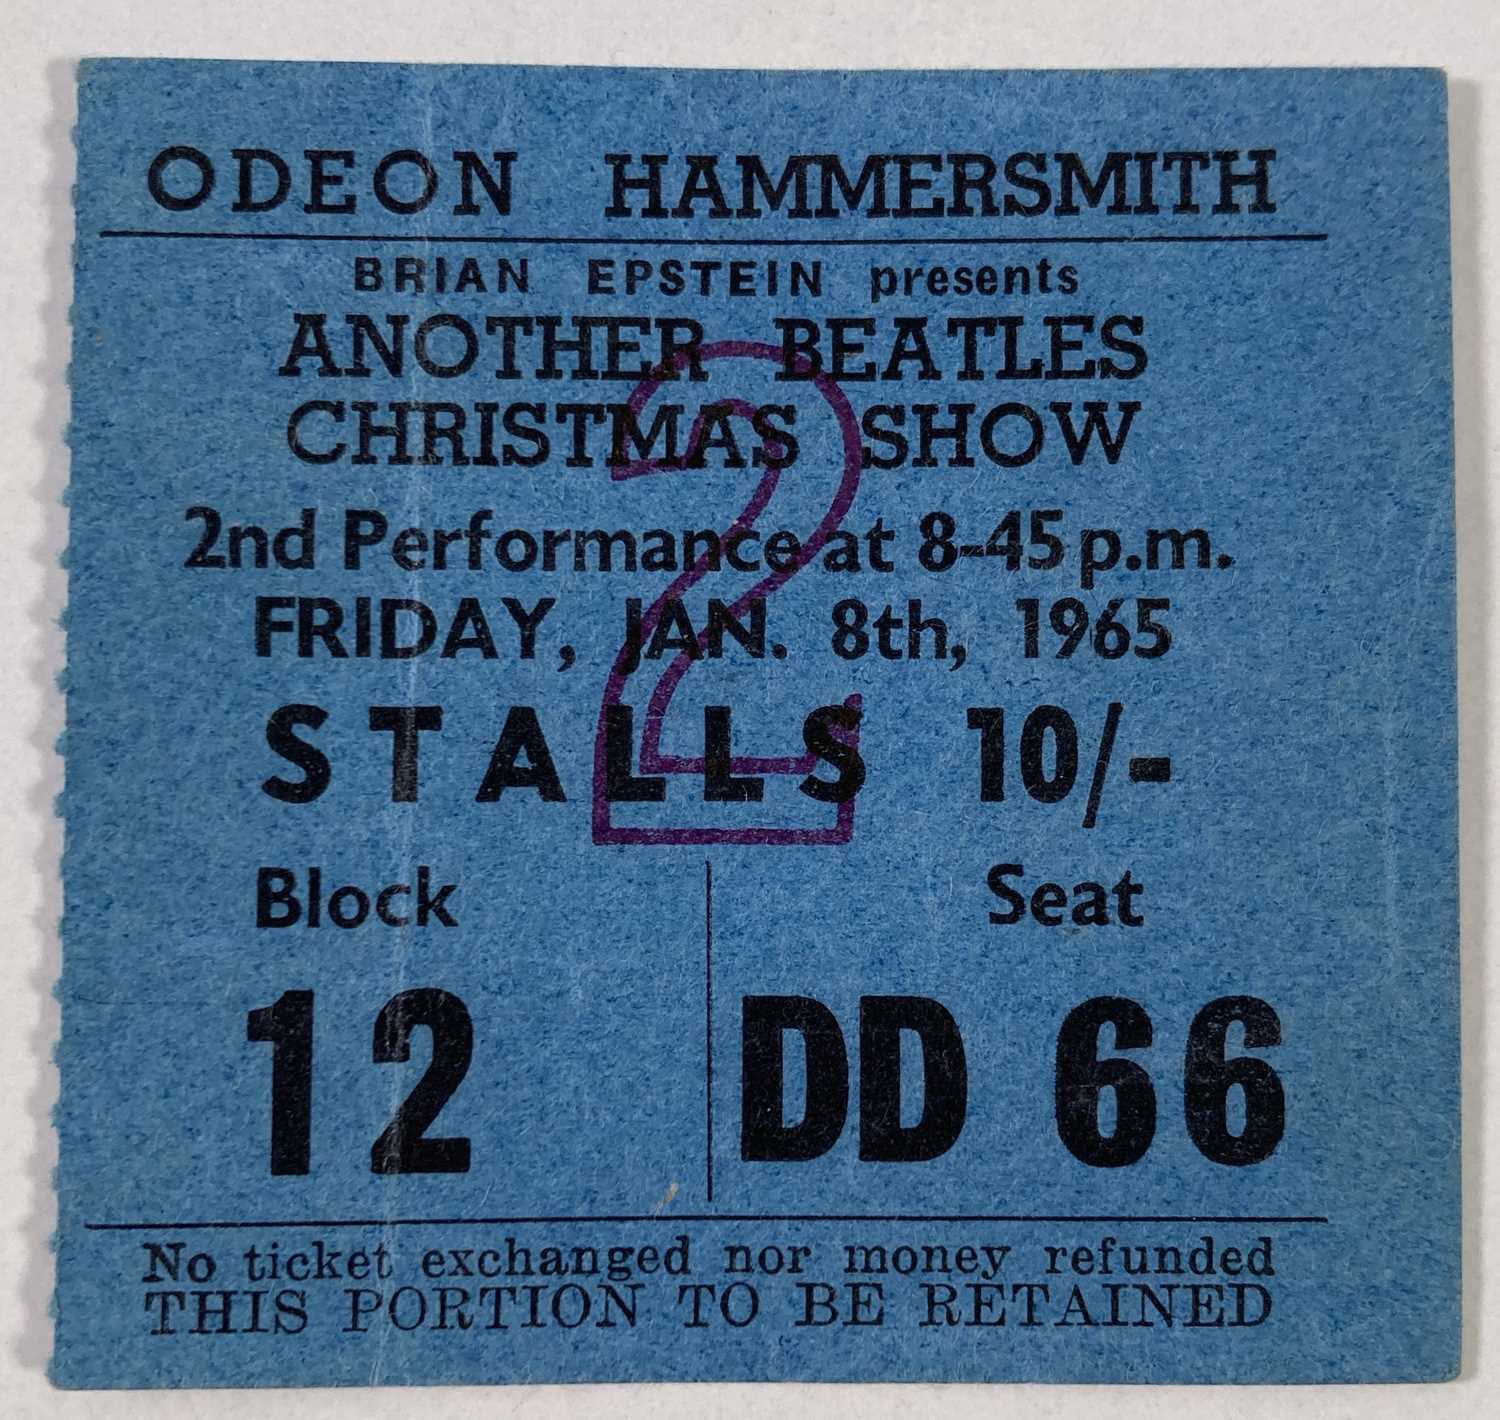 ODEON HAMMERSMITH
BRIAN EPSTEIN presents
ANOTHER BEATLES
CHRISTMAS SHOW
2
2nd Performance at 8-45 p.m.
FRIDAY, JAN. 8th, 1965
STALLS 10/-
Block Seat
12 DD 66
No ticket exchanged nor money refunded
THIS PORTION TO BE RETAINED